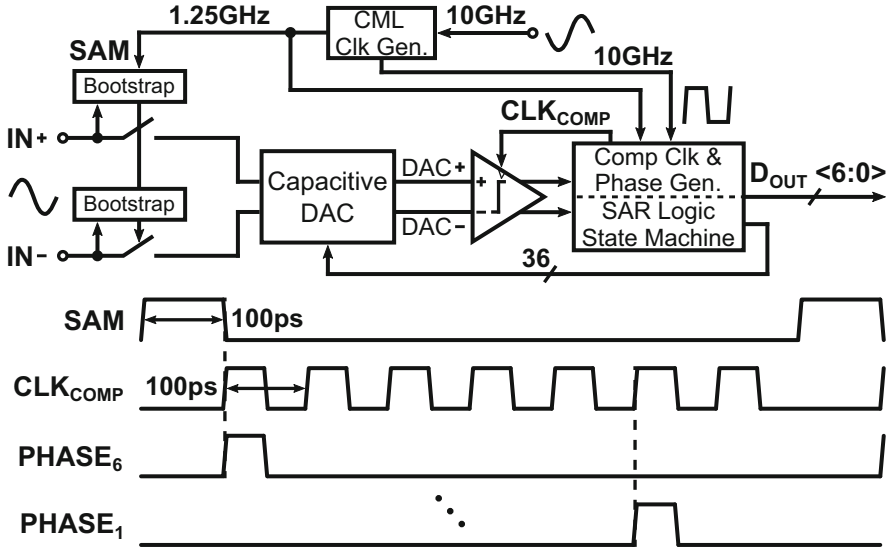 1.25GHz
CML
Clk Gen.
10GHz
SAM
10GHz
Bootstrap
CLKCOMP
IN+
Capacitive
DAC
DAC+
+
Comp Clk &
Phase Gen.
DOUT <6:0>
Bootstrap
DAC−
−
SAR Logic
State Machine
IN−
36
SAM
100ps
CLKCOMP
100ps
PHASE6
PHASE1